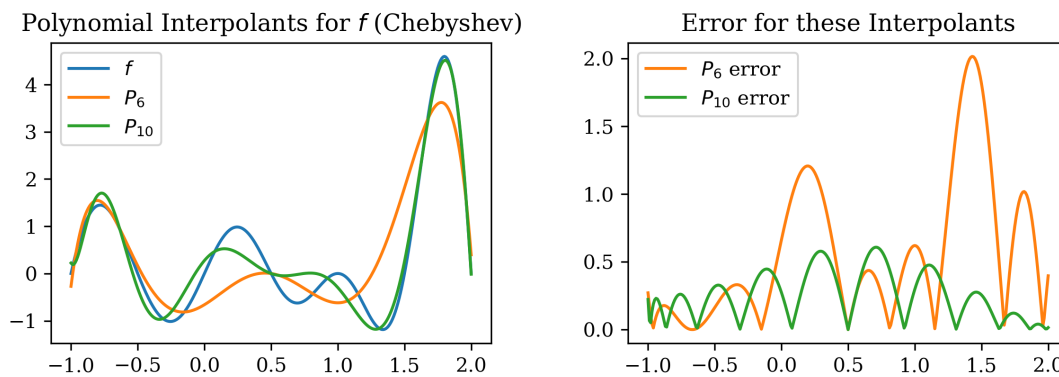 Polynomial Interpolants for f (Chebyshev)
f
P₆
P₁₀
4
3
2
1
0
−1
−1.0 −0.5 0.0 0.5 1.0 1.5 2.0
Error for these Interpolants
P₆ error
P₁₀ error
2.0
1.5
1.0
0.5
0.0
−1.0 −0.5 0.0 0.5 1.0 1.5 2.0